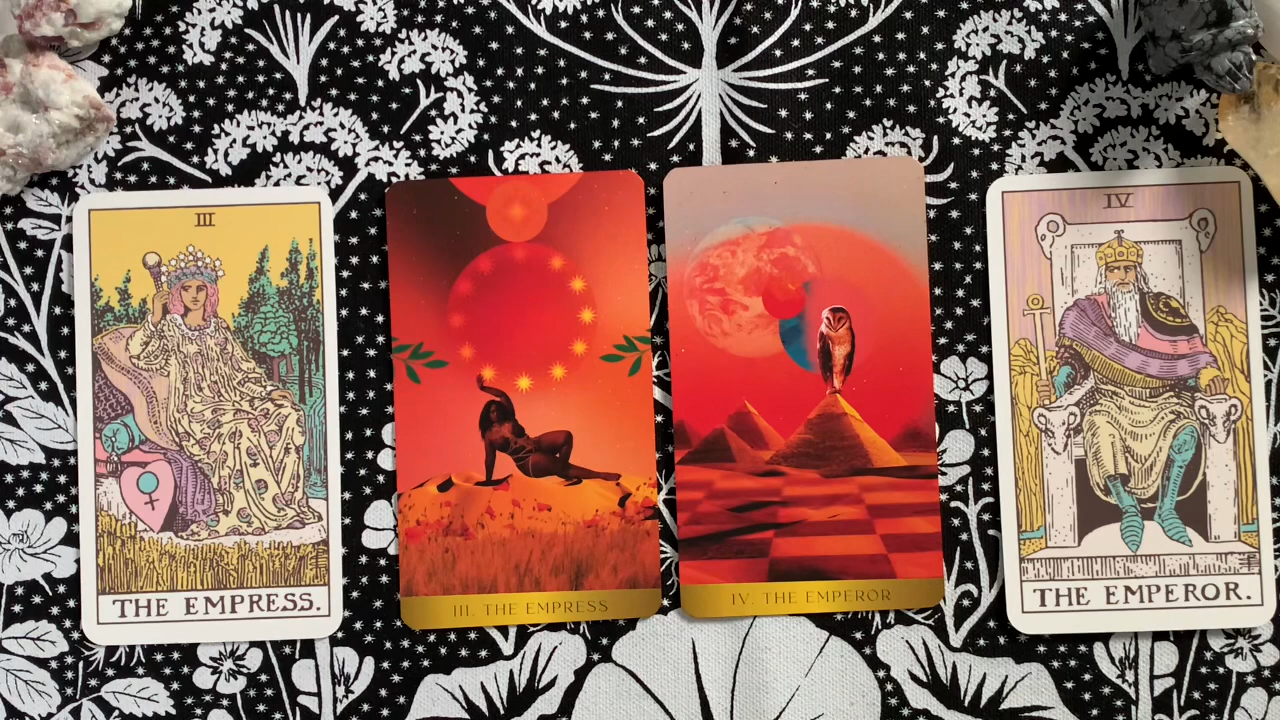 III
THE EMPRESS.
III. THE EMPRESS
IV. THE EMPEROR
IV
THE EMPEROR.